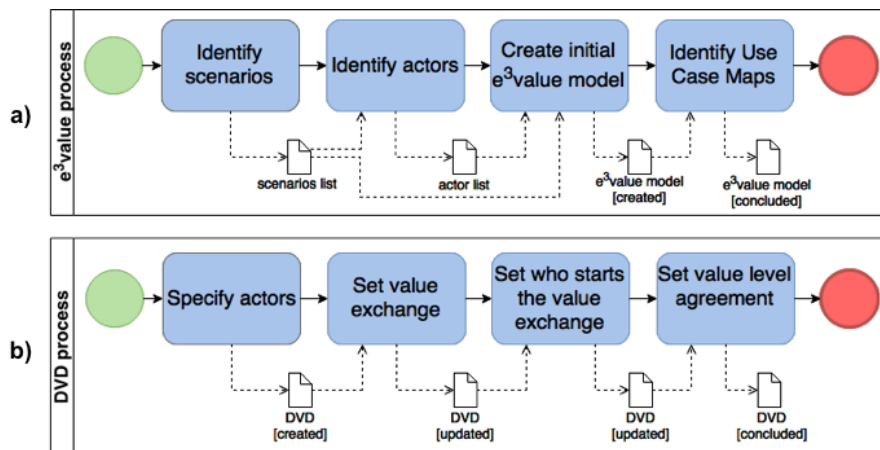 a)
e³value process
Identify
scenarios
Identify actors
Create initial
e³value model
Identify Use
Case Maps
scenarios list
actor list
e³value model
[created]
e³value model
[concluded]
b)
DVD process
Specify actors
Set value
exchange
Set who starts
the value
exchange
Set value level
agreement
DVD
[created]
DVD
[updated]
DVD
[updated]
DVD
[concluded]